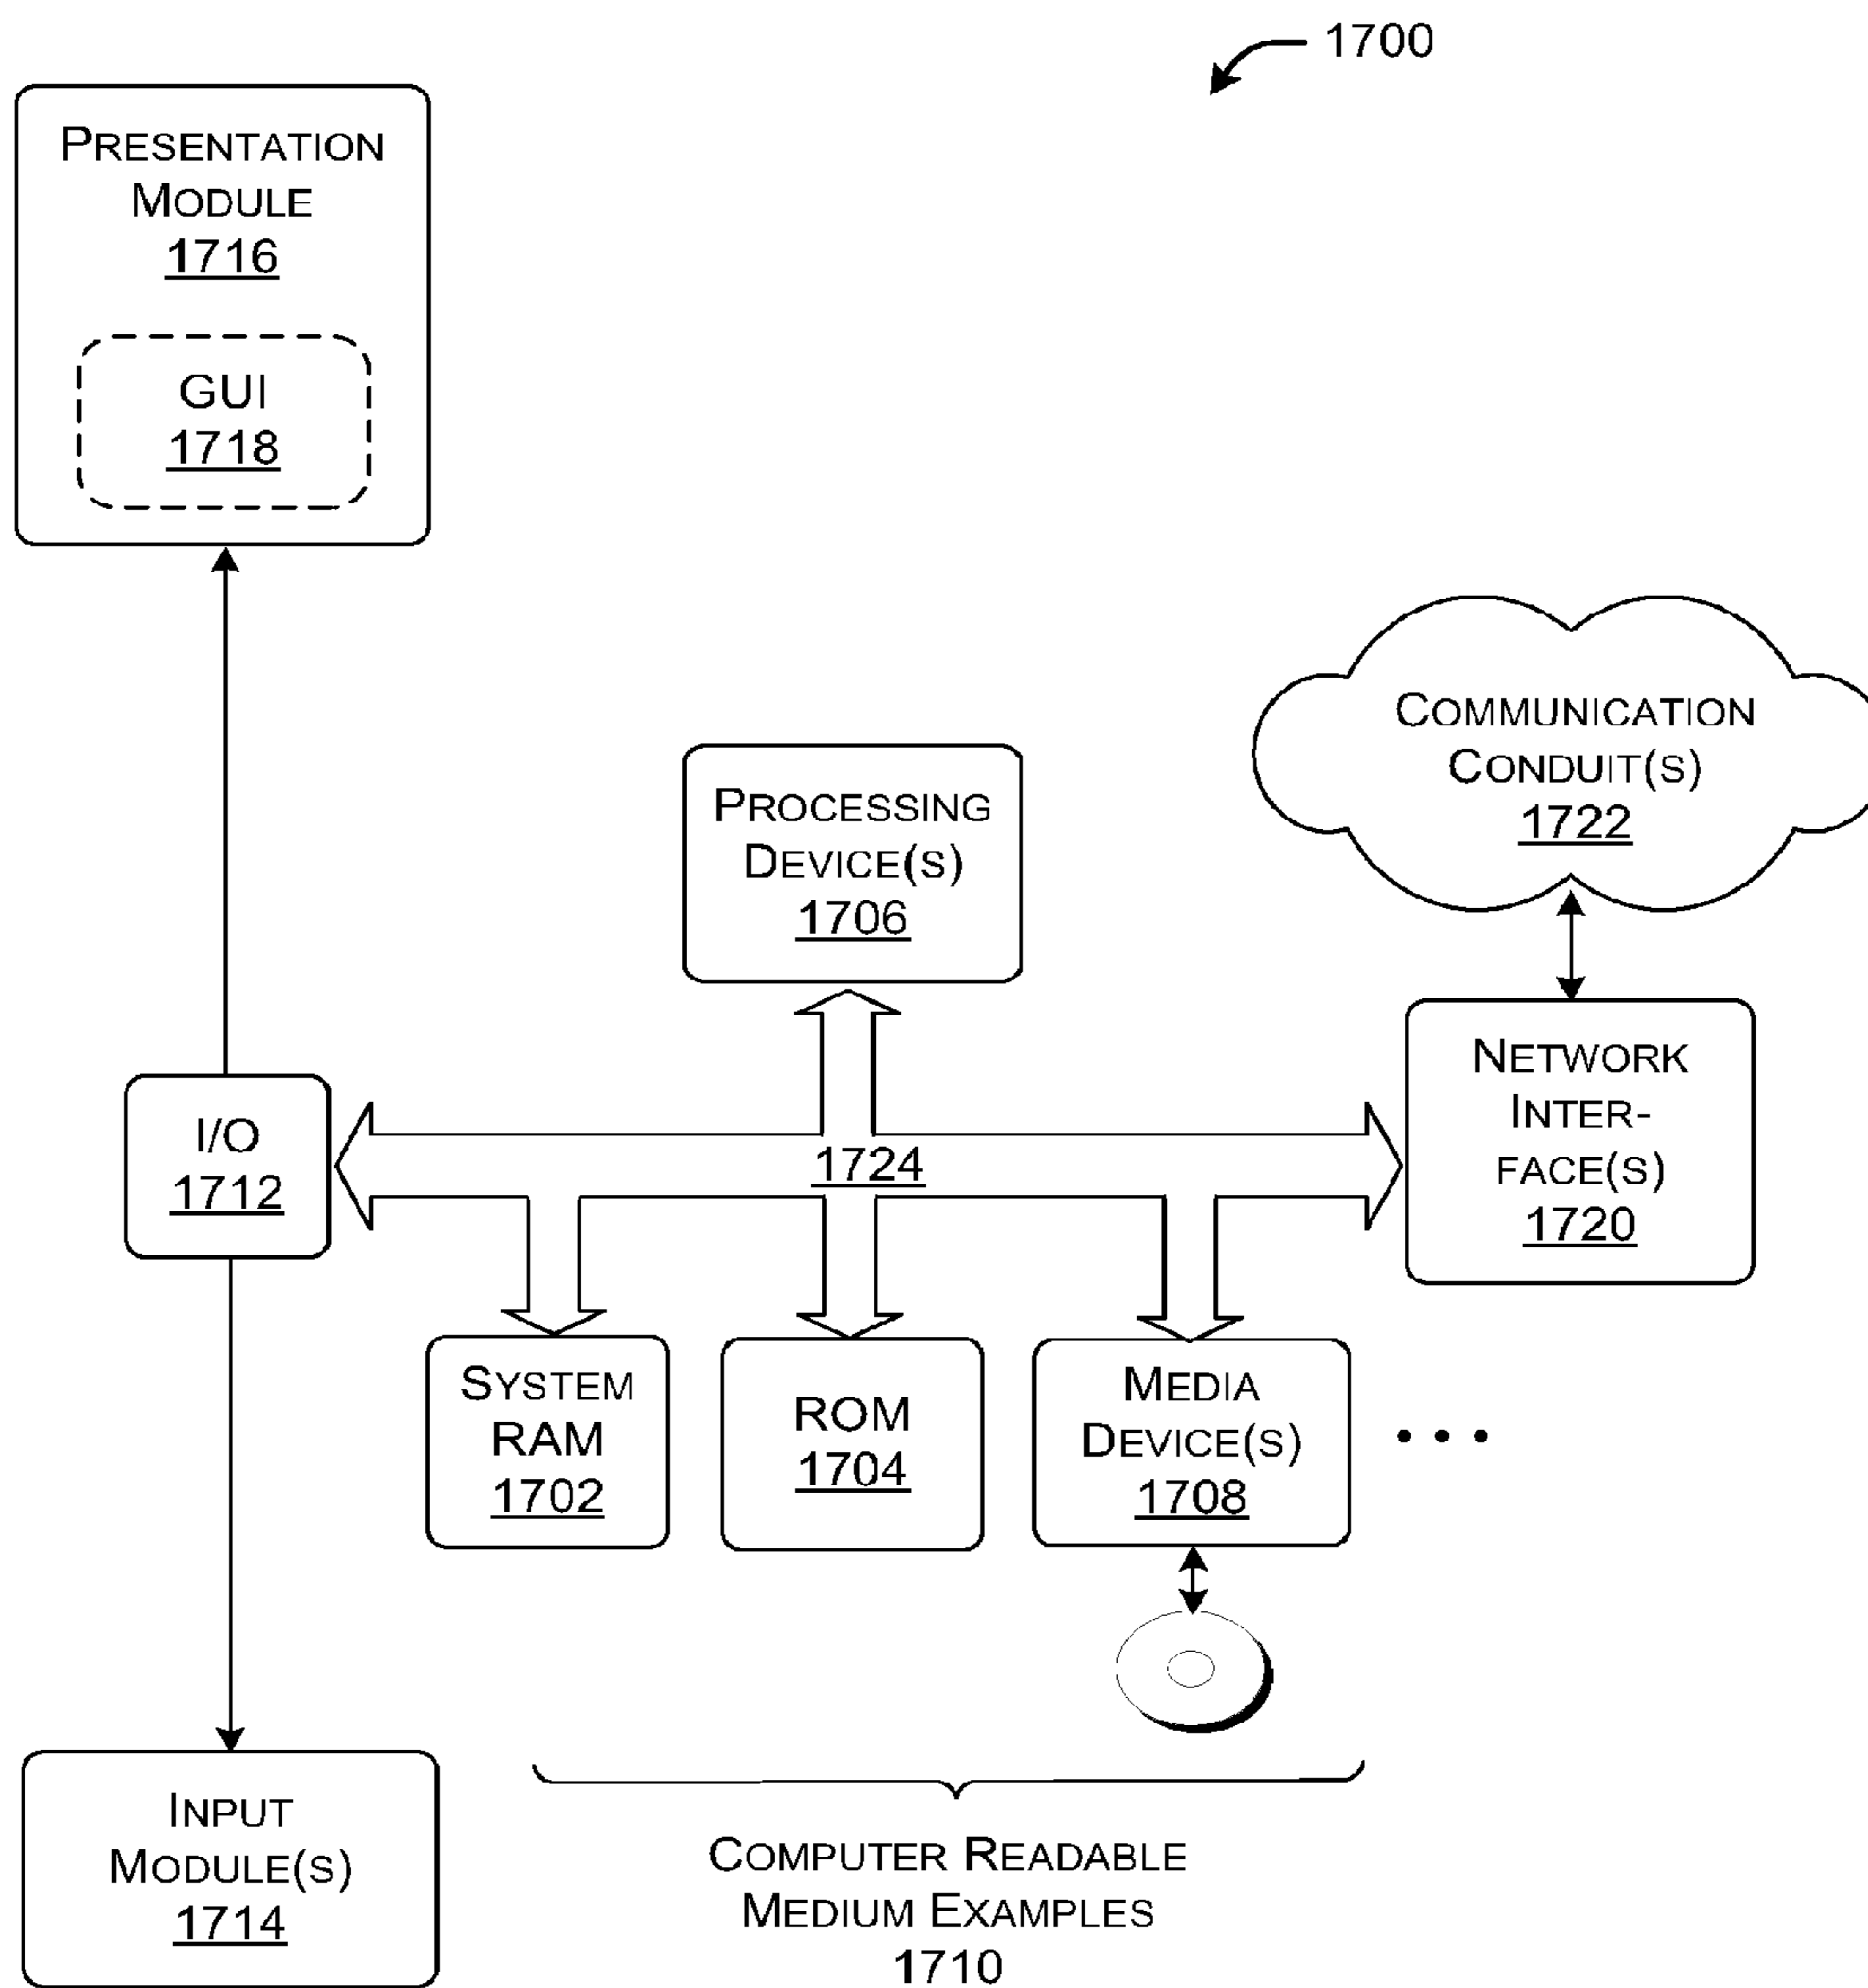 1700
PRESENTATION
MODULE
1716
GUI
1718
COMMUNICATION
CONDUIT(S)
1722
PROCESSING
DEVICE(S)
1706
NETWORK
INTER-
FACE(S)
1720
I/O
1712
1724
SYSTEM
RAM
1702
ROM
1704
MEDIA
DEVICE(S)
1708
• • •
INPUT
MODULE(S)
1714
COMPUTER READABLE
MEDIUM EXAMPLES
1710